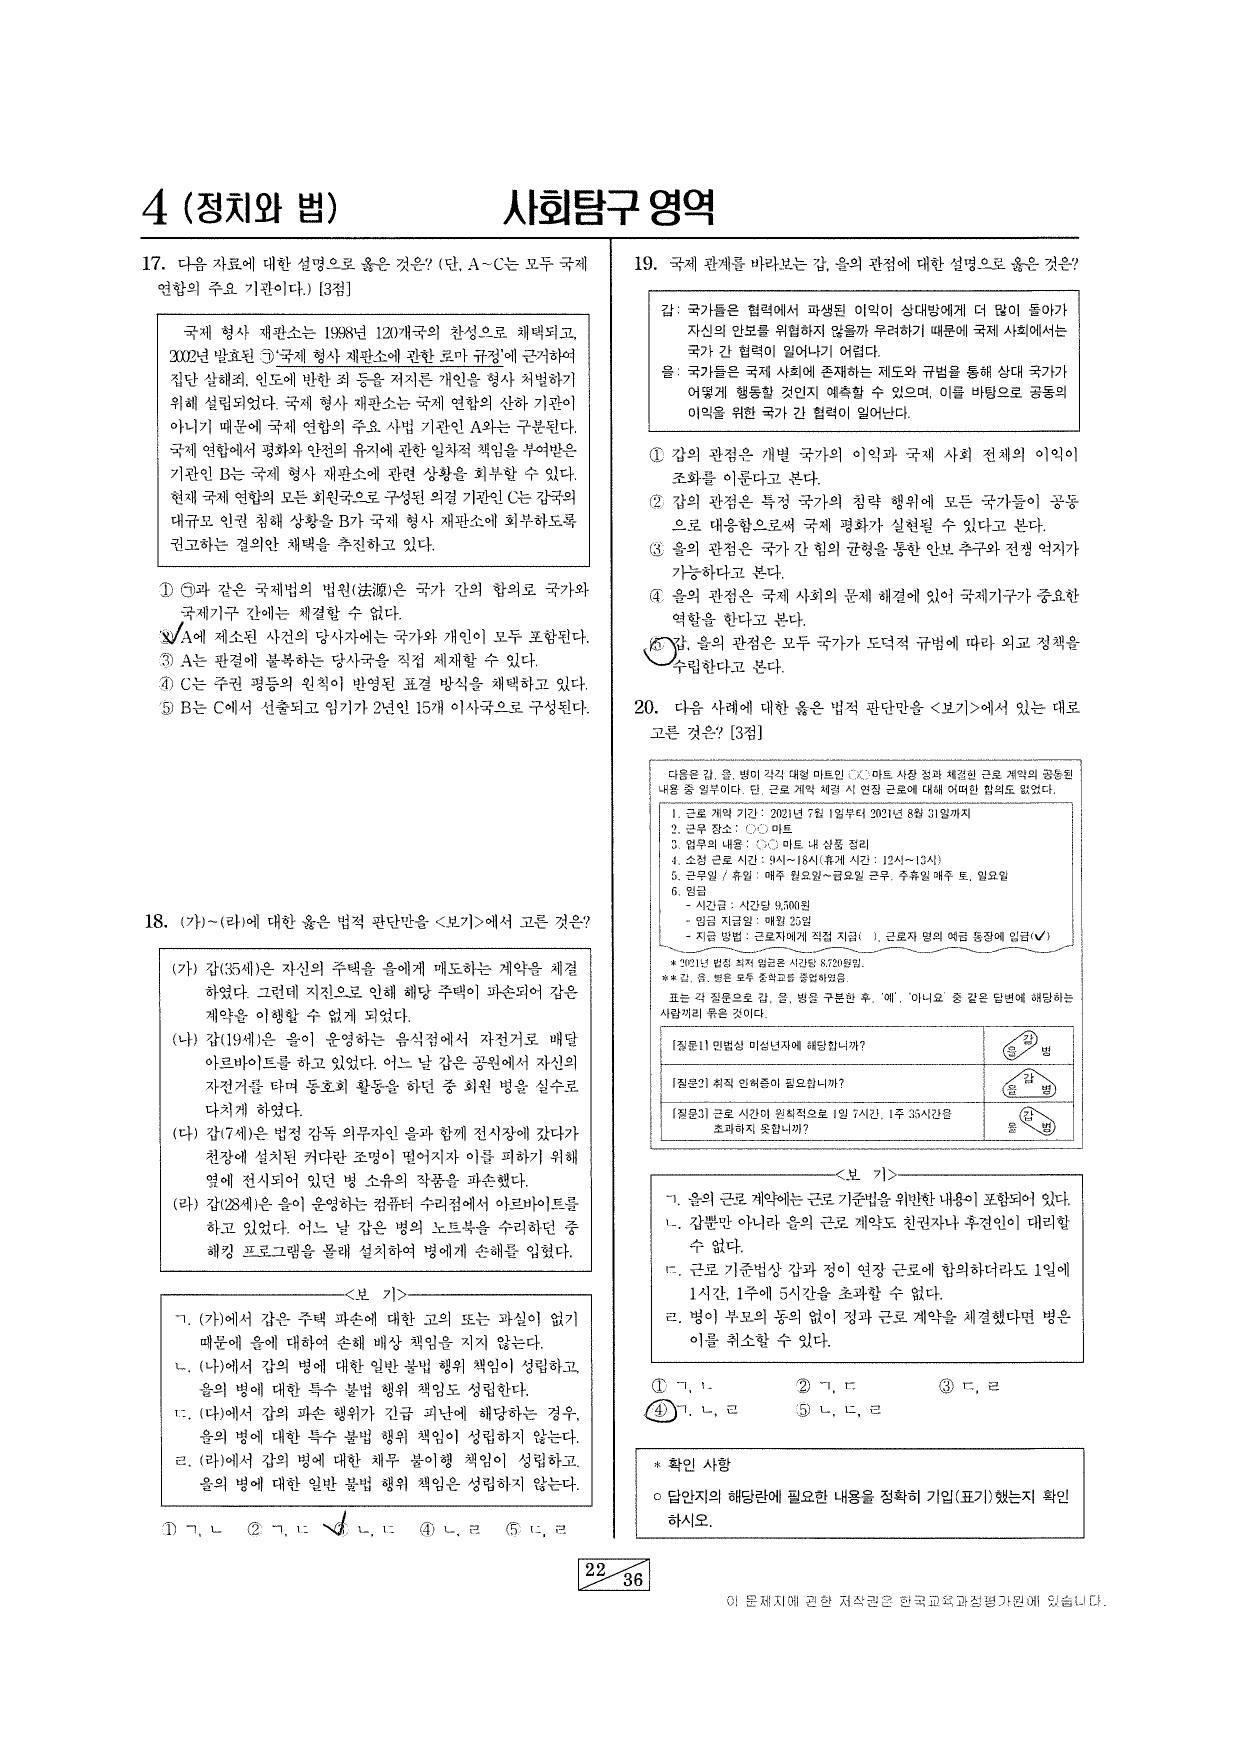 4 (정치와 법)
사회탐구 영역
17. 다음 자료에 대한 설명으로 옳은 것은? (단, A~C는 모두 국제
연합의 주요 기관이다.) [3점]
국제 형사 재판소는 1998년 120개국의 찬성으로 채택되고,
2002년 발효된 ㉠'국제 형사 재판소에 관한 로마 규정'에 근거하여
집단 살해죄, 인도에 반한 죄 등을 저지른 개인을 형사 처벌하기
위해 설립되었다. 국제 형사 재판소는 국제 연합의 산하 기관이
아니기 때문에 국제 연합의 주요 사법 기관인 A와는 구분된다.
국제 연합에서 평화와 안전의 유지에 관한 일차적 책임을 부여받은
기관인 B는 국제 형사 재판소에 관련 상황을 회부할 수 있다.
현재 국제 연합의 모든 회원국으로 구성된 의결 기관인 C는 갑국의
대규모 인권 침해 상황을 B가 국제 형사 재판소에 회부하도록
권고하는 결의안 채택을 추진하고 있다.
① ㉠과 같은 국제법의 법원(法源)은 국가 간의 합의로 국가와
국제기구 간에는 체결할 수 없다.
② A에 제소된 사건의 당사자에는 국가와 개인이 모두 포함된다.
③ A는 판결에 불복하는 당사국을 직접 제재할 수 있다.
④ C는 주권 평등의 원칙이 반영된 표결 방식을 채택하고 있다.
⑤ B는 C에서 선출되고 임기가 2년인 15개 이사국으로 구성된다.
18. (가)~(라)에 대한 옳은 법적 판단만을 <보기>에서 고른 것은?
(가) 갑(35세)은 자신의 주택을 을에게 매도하는 계약을 체결
하였다. 그런데 지진으로 인해 해당 주택이 파손되어 갑은
계약을 이행할 수 없게 되었다.
(나) 갑(19세)은 을이 운영하는 음식점에서 자전거로 배달
아르바이트를 하고 있었다. 어느 날 갑은 공원에서 자신의
자전거를 타며 동호회 활동을 하던 중 회원 병을 실수로
다치게 하였다.
(다) 갑(7세)은 법정 감독 의무자인 을과 함께 전시장에 갔다가
천장에 설치된 커다란 조명이 떨어지자 이를 피하기 위해
옆에 전시되어 있던 병 소유의 작품을 파손했다.
(라) 갑(28세)은 을이 운영하는 컴퓨터 수리점에서 아르바이트를
하고 있었다. 어느 날 갑은 병의 노트북을 수리하던 중
해킹 프로그램을 몰래 설치하여 병에게 손해를 입혔다.
<보 기>
ㄱ. (가)에서 갑은 주택 파손에 대한 고의 또는 과실이 없기
때문에 을에 대하여 손해 배상 책임을 지지 않는다.
ㄴ. (나)에서 갑의 병에 대한 일반 불법 행위 책임이 성립하고,
을의 병에 대한 특수 불법 행위 책임도 성립한다.
ㄷ. (다)에서 갑의 파손 행위가 긴급 피난에 해당하는 경우,
을의 병에 대한 특수 불법 행위 책임이 성립하지 않는다.
ㄹ. (라)에서 갑의 병에 대한 채무 불이행 책임이 성립하고,
을의 병에 대한 일반 불법 행위 책임은 성립하지 않는다.
① ㄱ, ㄴ ② ㄱ, ㄷ ③ ㄴ, ㄷ ④ ㄴ, ㄹ ⑤ ㄷ, ㄹ
19. 국제 관계를 바라보는 갑, 을의 관점에 대한 설명으로 옳은 것은?
갑: 국가들은 협력에서 파생된 이익이 상대방에게 더 많이 돌아가
자신의 안보를 위협하지 않을까 우려하기 때문에 국제 사회에서는
국가 간 협력이 일어나기 어렵다.
을: 국가들은 국제 사회에 존재하는 제도와 규범을 통해 상대 국가가
어떻게 행동할 것인지 예측할 수 있으며, 이를 바탕으로 공동의
이익을 위한 국가 간 협력이 일어난다.
① 갑의 관점은 개별 국가의 이익과 국제 사회 전체의 이익이
조화를 이룬다고 본다.
② 갑의 관점은 특정 국가의 침략 행위에 모든 국가들이 공동
으로 대응함으로써 국제 평화가 실현될 수 있다고 본다.
③ 을의 관점은 국가 간 힘의 균형을 통한 안보 추구와 전쟁 억지가
가능하다고 본다.
④ 을의 관점은 국제 사회의 문제 해결에 있어 국제기구가 중요한
역할을 한다고 본다.
⑤ 갑, 을의 관점은 모두 국가가 도덕적 규범에 따라 외교 정책을
수립한다고 본다.
20. 다음 사례에 대한 옳은 법적 판단만을 <보기>에서 있는 대로
고른 것은? [3점]
다음은 갑, 을, 병이 각각 대형 마트인 ○○마트 사장 정과 체결한 근로 계약의 공통된
내용 중 일부이다. 단, 근로 계약 체결 시 연장 근로에 대해 어떠한 합의도 없었다.
1. 근로 계약 기간 : 2021년 7월 1일부터 2021년 8월 31일까지
2. 근무 장소 : ○○마트
3. 업무의 내용 : ○○마트 내 상품 정리
4. 소정 근로 시간 : 9시~18시(휴게 시간 : 12시~13시)
5. 근무일 / 휴일 : 매주 월요일~금요일 근무, 주휴일 매주 토, 일요일
6. 임금
- 시간급 : 시간당 9,500원
- 임금 지급일 : 매월 25일
- 지급 방법 : 근로자에게 직접 지급( ), 근로자 명의 예금 통장에 입금(✓)
* 2021년 법정 최저 임금은 시간당 8,720원임.
** 갑, 을, 병은 모두 중학교를 졸업하였음.
표는 각 질문으로 갑, 을, 병을 구분한 후, '예', '아니요' 중 같은 답변에 해당하는
사람끼리 묶은 것이다.
[질문1] 민법상 미성년자에 해당합니까?
갑
을 병
[질문2] 취직 인허증이 필요합니까?
갑
을 병
[질문3] 근로 시간이 원칙적으로 1일 7시간, 1주 35시간을
초과하지 못합니까?
갑
을 병
<보 기>
ㄱ. 을의 근로 계약에는 근로 기준법을 위반한 내용이 포함되어 있다.
ㄴ. 갑뿐만 아니라 을의 근로 계약도 친권자나 후견인이 대리할
수 없다.
ㄷ. 근로 기준법상 갑과 정이 연장 근로에 합의하더라도 1일에
1시간, 1주에 5시간을 초과할 수 없다.
ㄹ. 병이 부모의 동의 없이 정과 근로 계약을 체결했다면 병은
이를 취소할 수 있다.
① ㄱ, ㄴ ② ㄱ, ㄷ ③ ㄷ, ㄹ
④ ㄱ, ㄴ, ㄹ ⑤ ㄴ, ㄷ, ㄹ
* 확인 사항
○ 답안지의 해당란에 필요한 내용을 정확히 기입(표기)했는지 확인
하시오.
22
36
이 문제지에 관한 저작권은 한국교육과정평가원에 있습니다.